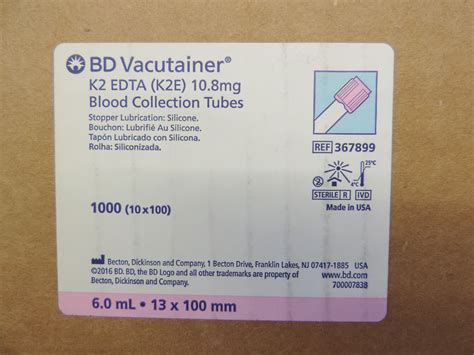 BD Vacutainer®
K2 EDTA (K2E) 10.8mg
Blood Collection Tubes
Stopper Lubrication: Silicone.
Bouchon: Lubrifié Au Silicone.
Tapón Lubricado con Silicona.
Rolha: Siliconizada.
REF 367899
25°C
4°C
2
STERILE R IVD
Made in USA
1000 (10x100)
Becton, Dickinson and Company, 1 Becton Drive, Franklin Lakes, NJ 07417-1885 USA
©2016 BD. BD, the BD Logo and all other trademarks are property of
Becton, Dickinson and Company.
www.bd.com
700007838
6.0 mL • 13 x 100 mm